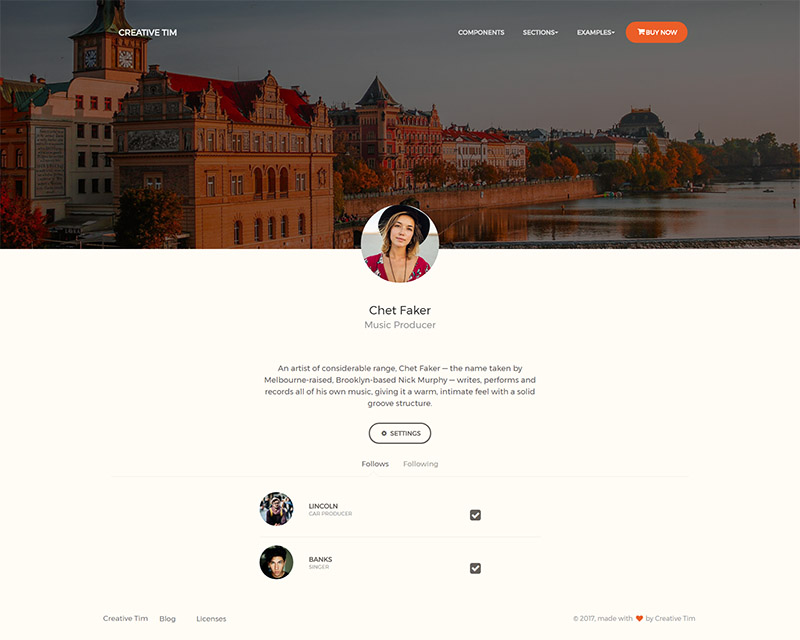 CREATIVE TIM COMPONENTS SECTIONS EXAMPLES BUY NOW
Chet Faker
Music Producer
An artist of considerable range, Chet Faker — the name taken by
Melbourne-raised, Brooklyn-based Nick Murphy — writes, performs and
records all of his own music, giving it a warm, intimate feel with a solid
groove structure.
SETTINGS
Follows Following
LINCOLN
CAR PRODUCER
BANKS
SINGER
Creative Tim Blog Licenses © 2017, made with by Creative Tim